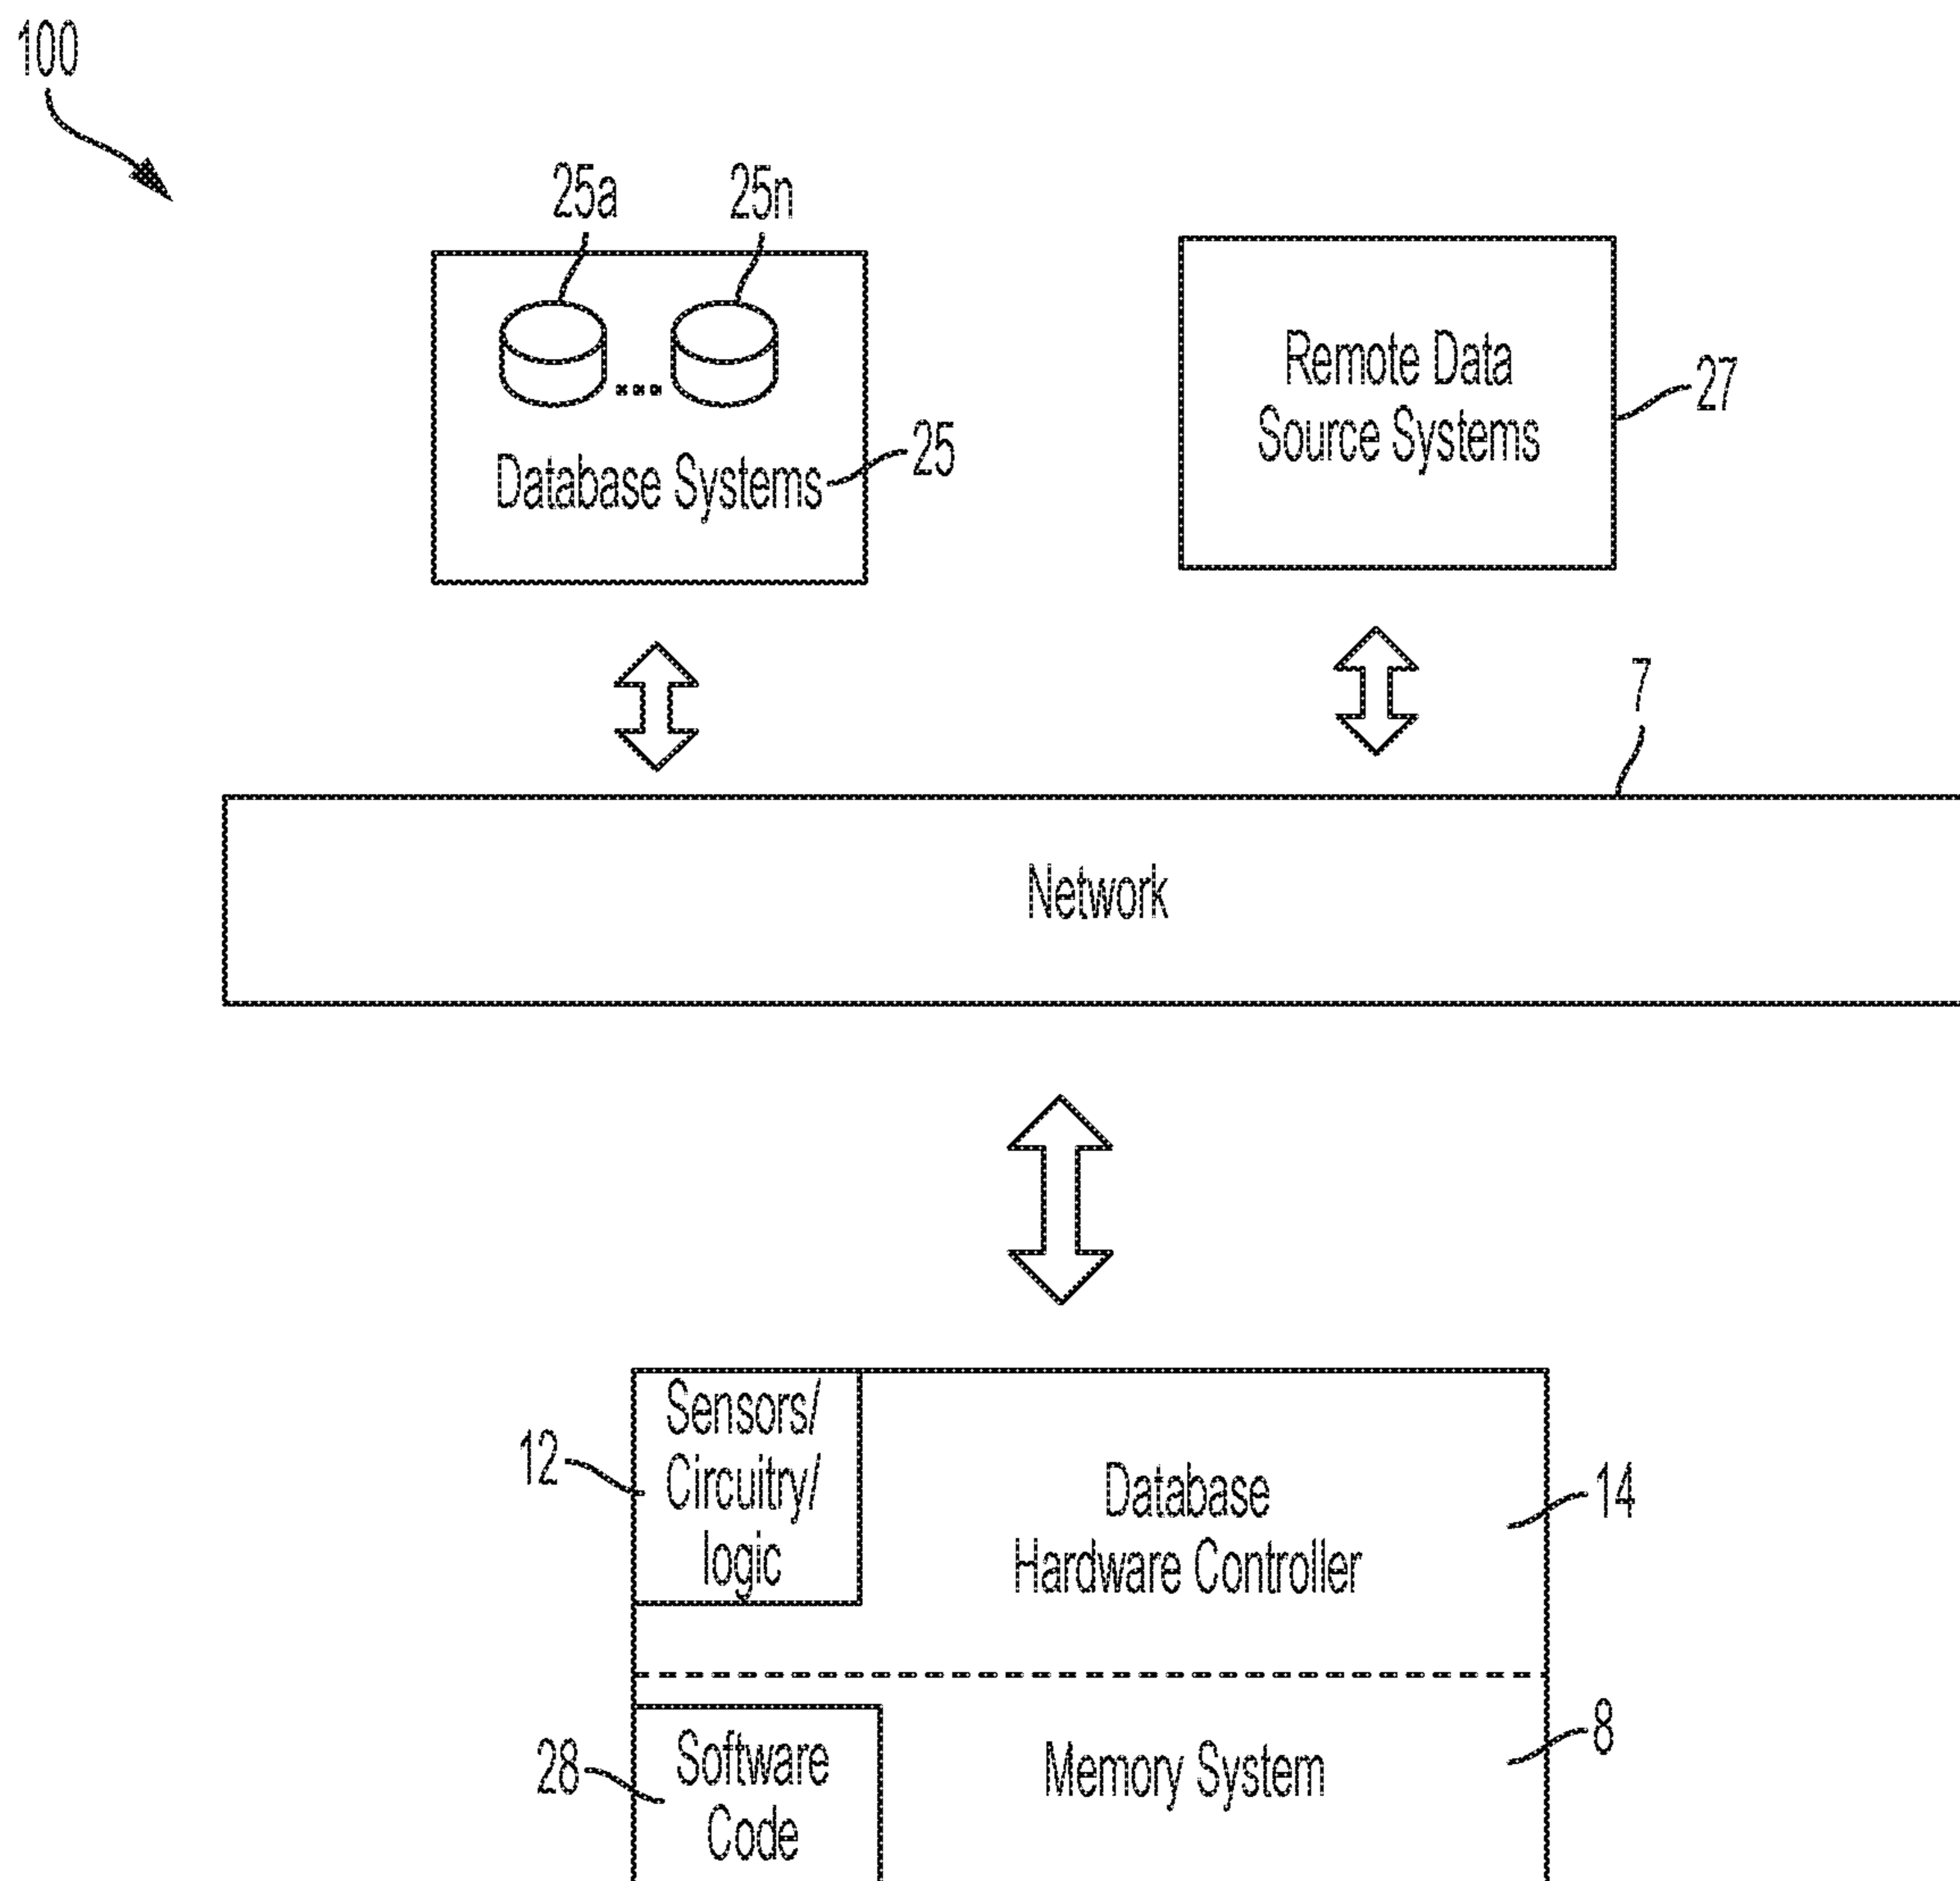 100
25a
25n
Database Systems
25
Remote Data
Source Systems
27
7
Network
12
Sensors/
Circuitry/
logic
Database
Hardware Controller
14
28
Software
Code
Memory System
8